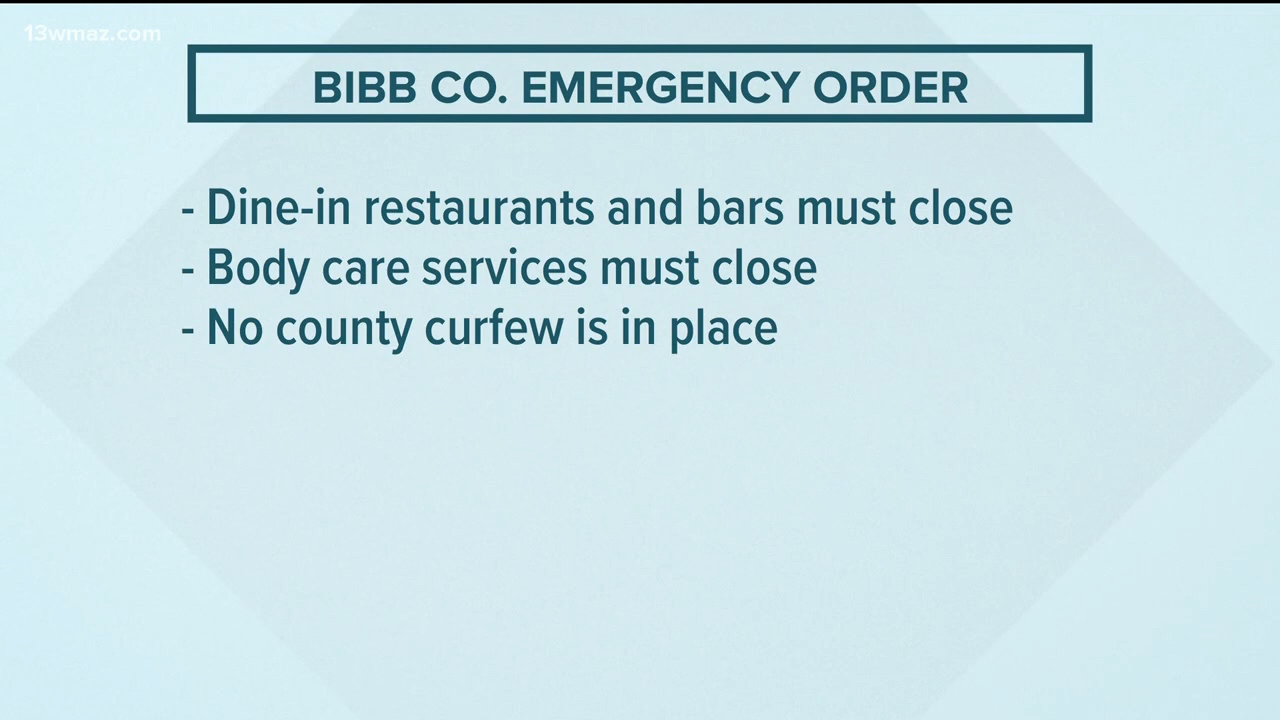 13wmaz.com
BIBB CO. EMERGENCY ORDER
- Dine-in restaurants and bars must close
- Body care services must close
- No county curfew is in place